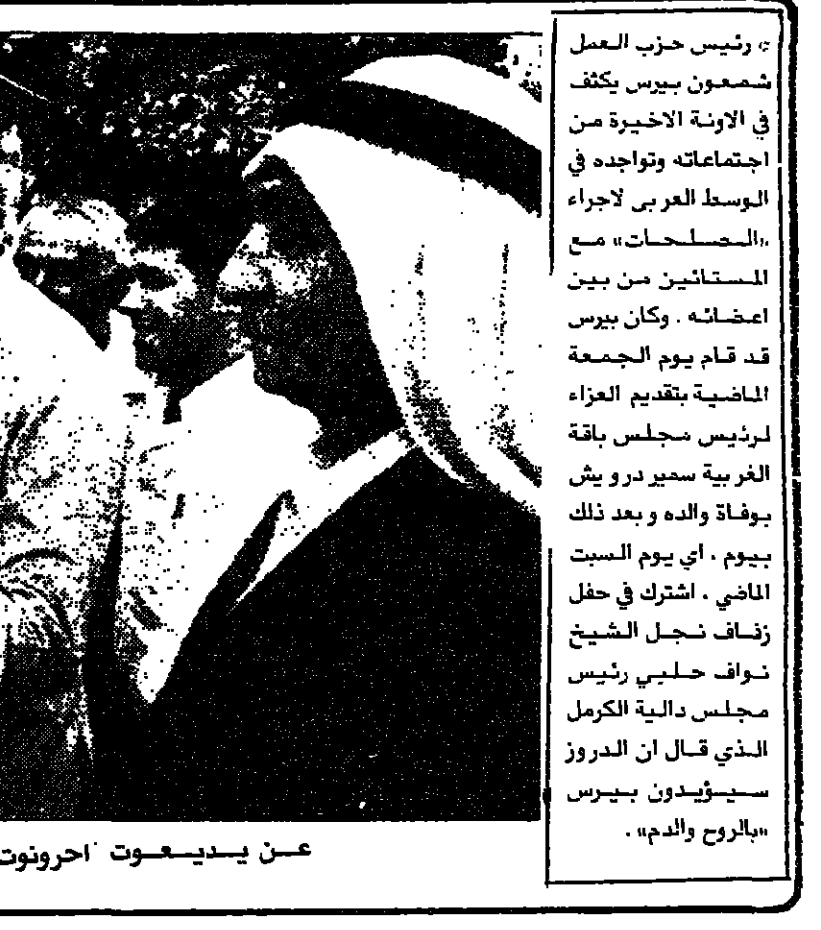 رئيس حزب العمل
شمعون بيرس يكثف
في الاونة الاخيرة من
اجتماعاته وتواجده في
الوسط العربي لاجراء
«المصلحات» مع
المستائين من بين
اعضائه . وكان بيرس
قد قام يوم الجمعة
الماضية بتقديم العزاء
لرئيس مجلس باقة
الغربية سمير درويش
بوفاة والده وبعد ذلك
بيوم ، اي يوم السبت
الماضي ، اشترك في حفل
زفاف نجل الشيخ
نواف حلبي رئيس
مجلس دالية الكرمل
الذي قال ان الدروز
سيؤيدون بيرس
«بالروح والدم» .
عن يديعوت احرونوت